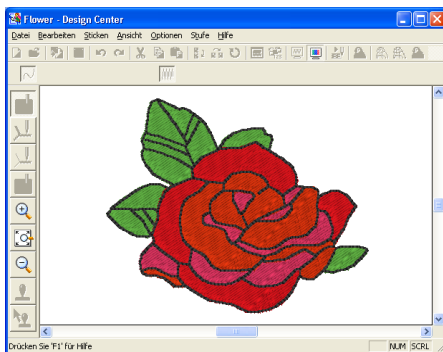 Flower - Design Center
Datei Bearbeiten Sticken Ansicht Optionen Stufe Hilfe
Drücken Sie 'F1' für Hilfe NUM SCRL